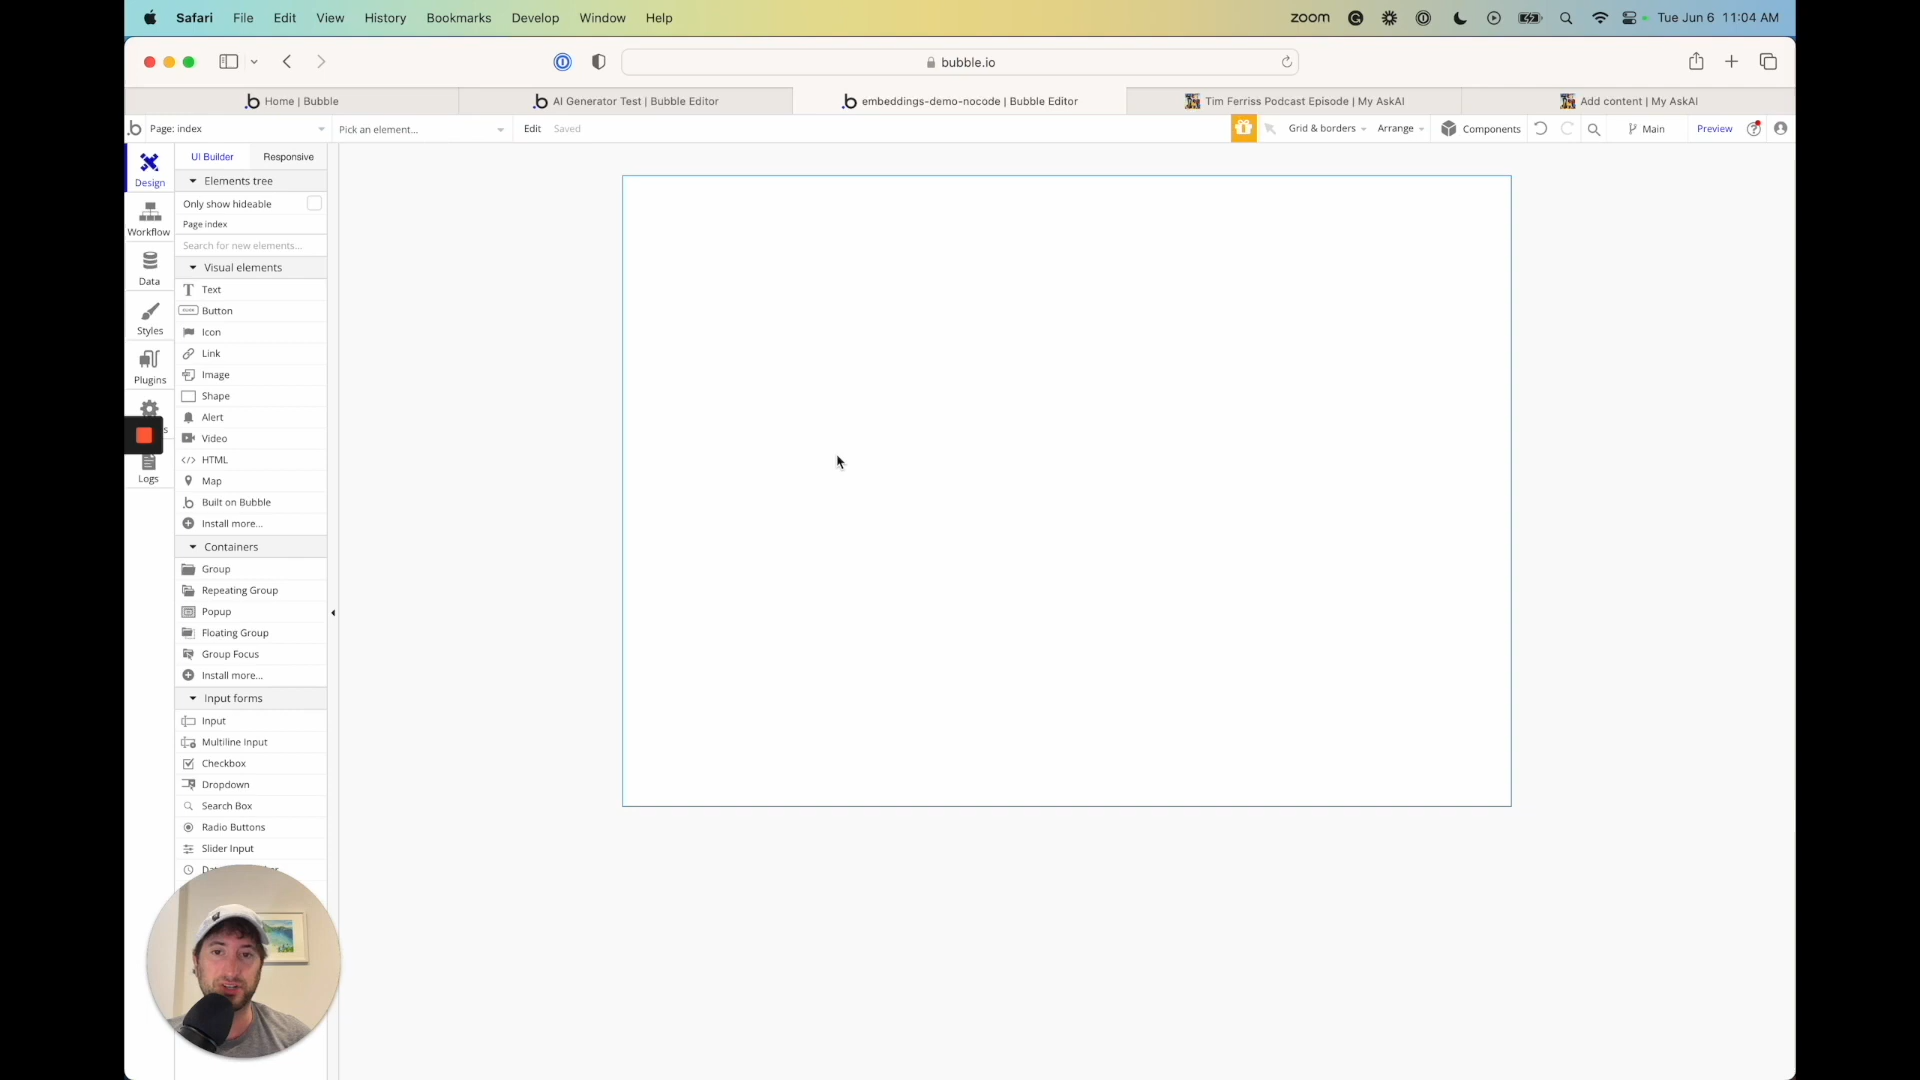 Safari File Edit View History Bookmarks Develop Window Help
zoom Tue Jun 6 11:04 AM
bubble.io
Home | Bubble
AI Generator Test | Bubble Editor
embeddings-demo-nocode | Bubble Editor
Tim Ferriss Podcast Episode | My AskAI
Add content | My AskAI
Page: index
Pick an element...
Edit Saved
Grid & borders
Arrange
Components
Main
Preview
Design
Workflow
Data
Styles
Plugins
Logs
UI Builder
Responsive
Elements tree
Only show hideable
Page index
Search for new elements...
Visual elements
Text
Button
Icon
Link
Image
Shape
Alert
Video
HTML
Map
Built on Bubble
Install more...
Containers
Group
Repeating Group
Popup
Floating Group
Group Focus
Install more...
Input forms
Input
Multiline Input
Checkbox
Dropdown
Search Box
Radio Buttons
Slider Input